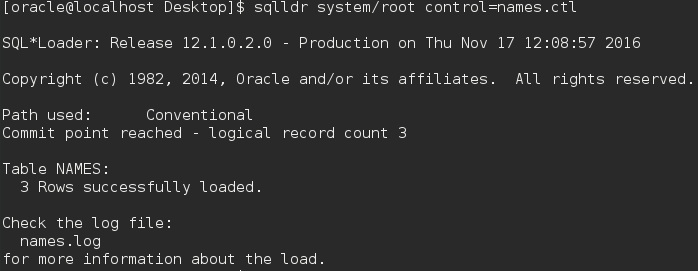 [oracle@localhost Desktop]$ sqlldr system/root control=names.ctl
SQL*Loader: Release 12.1.0.2.0 - Production on Thu Nov 17 12:08:57 2016
Copyright (c) 1982, 2014, Oracle and/or its affiliates.  All rights reserved.
Path used:      Conventional
Commit point reached - logical record count 3
Table NAMES:
  3 Rows successfully loaded.
Check the log file:
  names.log
for more information about the load.